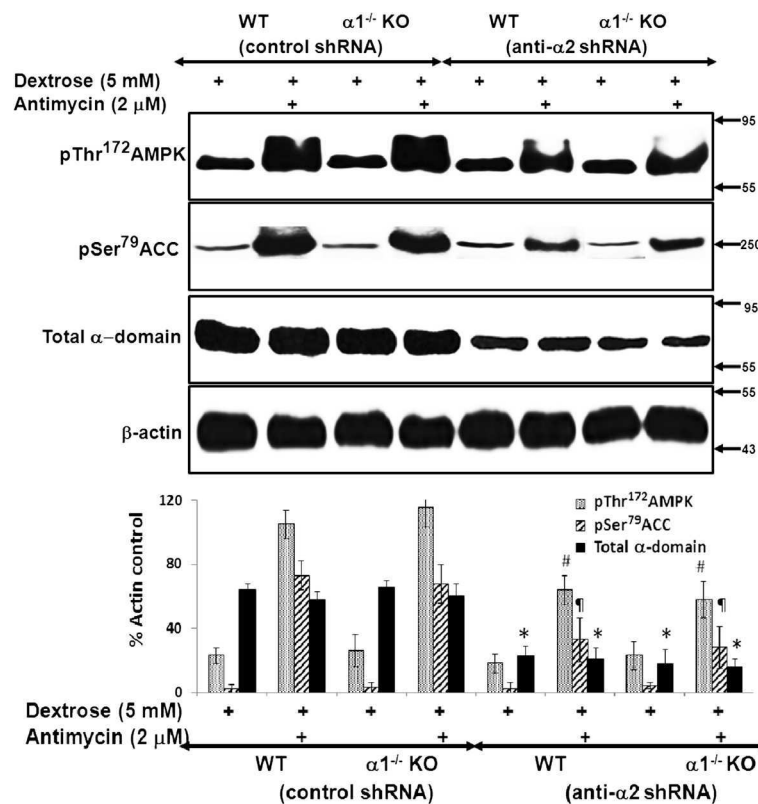 WT α1-/- KO WT α1-/- KO
(control shRNA) (anti-α2 shRNA)
Dextrose (5 mM) + + + + + + + +
Antimycin (2 μM) + + + +
95
pThr172AMPK
55
pSer79ACC
250
95
Total α-domain
55
55
β-actin
43
pThr172AMPK
pSer79ACC
Total α-domain
120
80
40
0
% Actin control
# ¶ * * * # ¶ *
Dextrose (5 mM) + + + + + + + +
Antimycin (2 μM) + + + +
WT α1-/- KO WT α1-/- KO
(control shRNA) (anti-α2 shRNA)